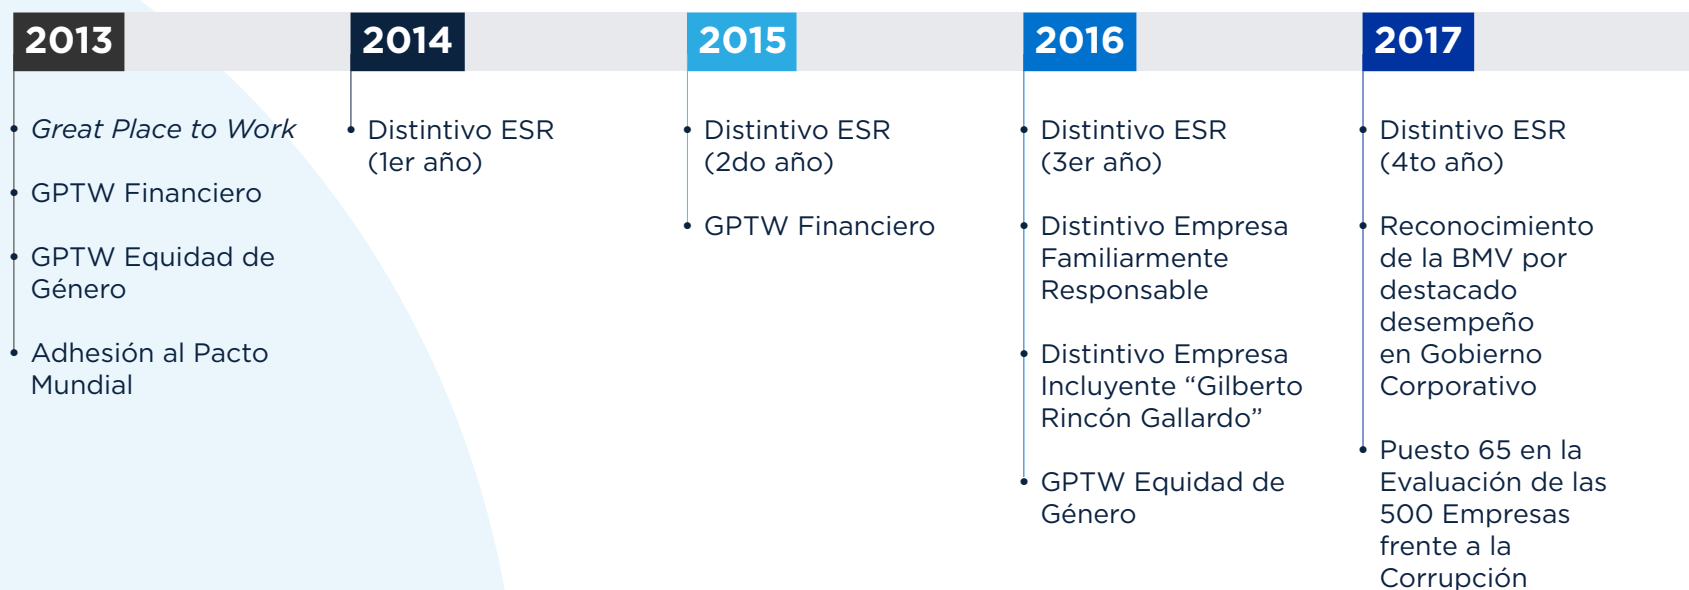 2013
• Great Place to Work
• GPTW Financiero
• GPTW Equidad de
Género
• Adhesión al Pacto
Mundial
2014
• Distintivo ESR
(1er año)
2015
• Distintivo ESR
(2do año)
• GPTW Financiero
2016
• Distintivo ESR
(3er año)
• Distintivo Empresa
Familiarmente
Responsable
• Distintivo Empresa
Incluyente “Gilberto
Rincón Gallardo”
• GPTW Equidad de
Género
2017
• Distintivo ESR
(4to año)
• Reconocimiento
de la BMV por
destacado
desempeño
en Gobierno
Corporativo
• Puesto 65 en la
Evaluación de las
500 Empresas
frente a la
Corrupción